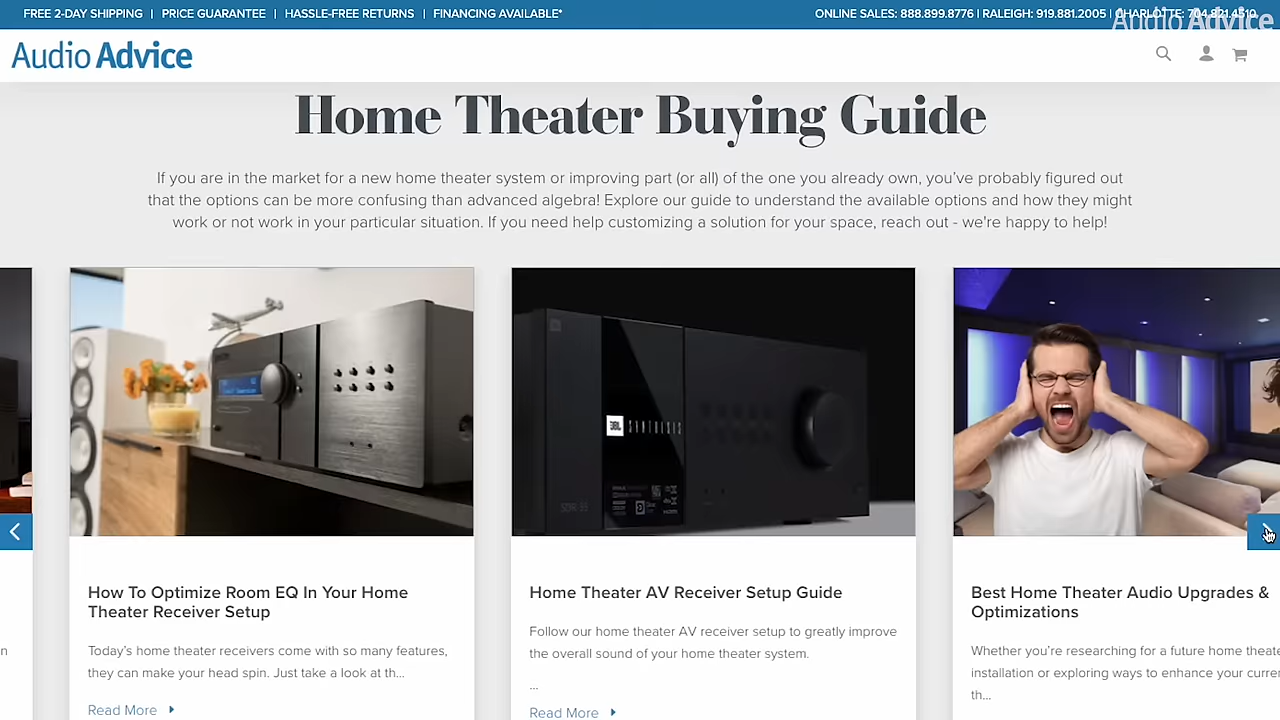 FREE 2-DAY SHIPPING | PRICE GUARANTEE | HASSLE-FREE RETURNS | FINANCING AVAILABLE*
ONLINE SALES: 888.899.8776 | RALEIGH: 919.881.2005 | CHARLOTTE:
Audio Advice
Audio Advice
Home Theater Buying Guide
If you are in the market for a new home theater system or improving part (or all) of the one you already own, you've probably figured out
that the options can be more confusing than advanced algebra! Explore our guide to understand the available options and how they might
work or not work in your particular situation. If you need help customizing a solution for your space, reach out - we're happy to help!
JBL SYNTHESIS
SDR-35
How To Optimize Room EQ In Your Home
Theater Receiver Setup
Today's home theater receivers come with so many features,
they can make your head spin. Just take a look at th...
Read More
Home Theater AV Receiver Setup Guide
Follow our home theater AV receiver setup to greatly improve
the overall sound of your home theater system.
...
Read More
Best Home Theater Audio Upgrades &
Optimizations
Whether you're researching for a future home theate
installation or exploring ways to enhance your curre
th...
n